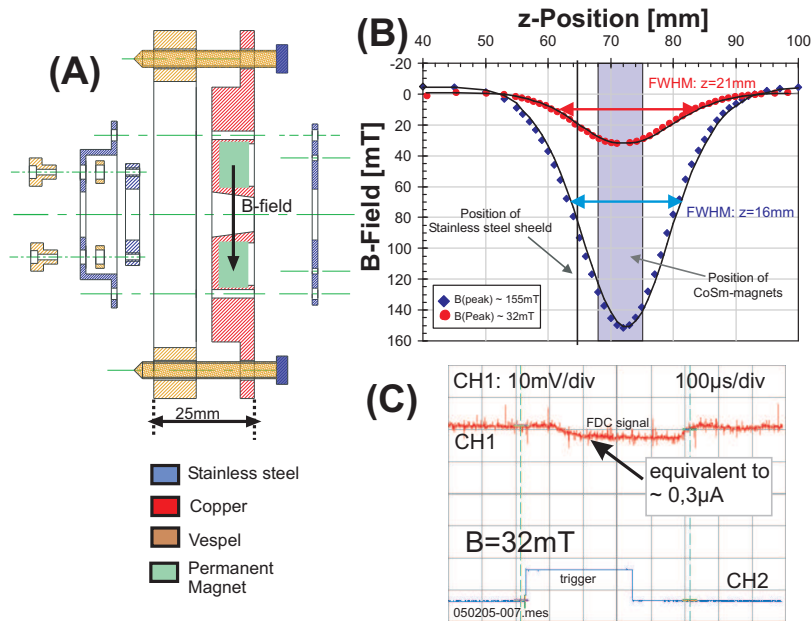 (A)
B-field
25mm
Stainless steel
Copper
Vespel
Permanent
Magnet
z-Position [mm]
(B)
40 50 60 70 80 90 100
-20
0
20
40
60
80
100
120
140
160
B-Field [mT]
FWHM: z=21mm
FWHM: z=16mm
Position of
Stainless steel sheeld
Position of
CoSm-magnets
B(peak) ~ 155mT
B(Peak) ~ 32mT
(C)
CH1: 10mV/div 100µs/div
FDC signal
CH1
equivalent to
~ 0,3µA
B=32mT
trigger
CH2
050205-007.mes